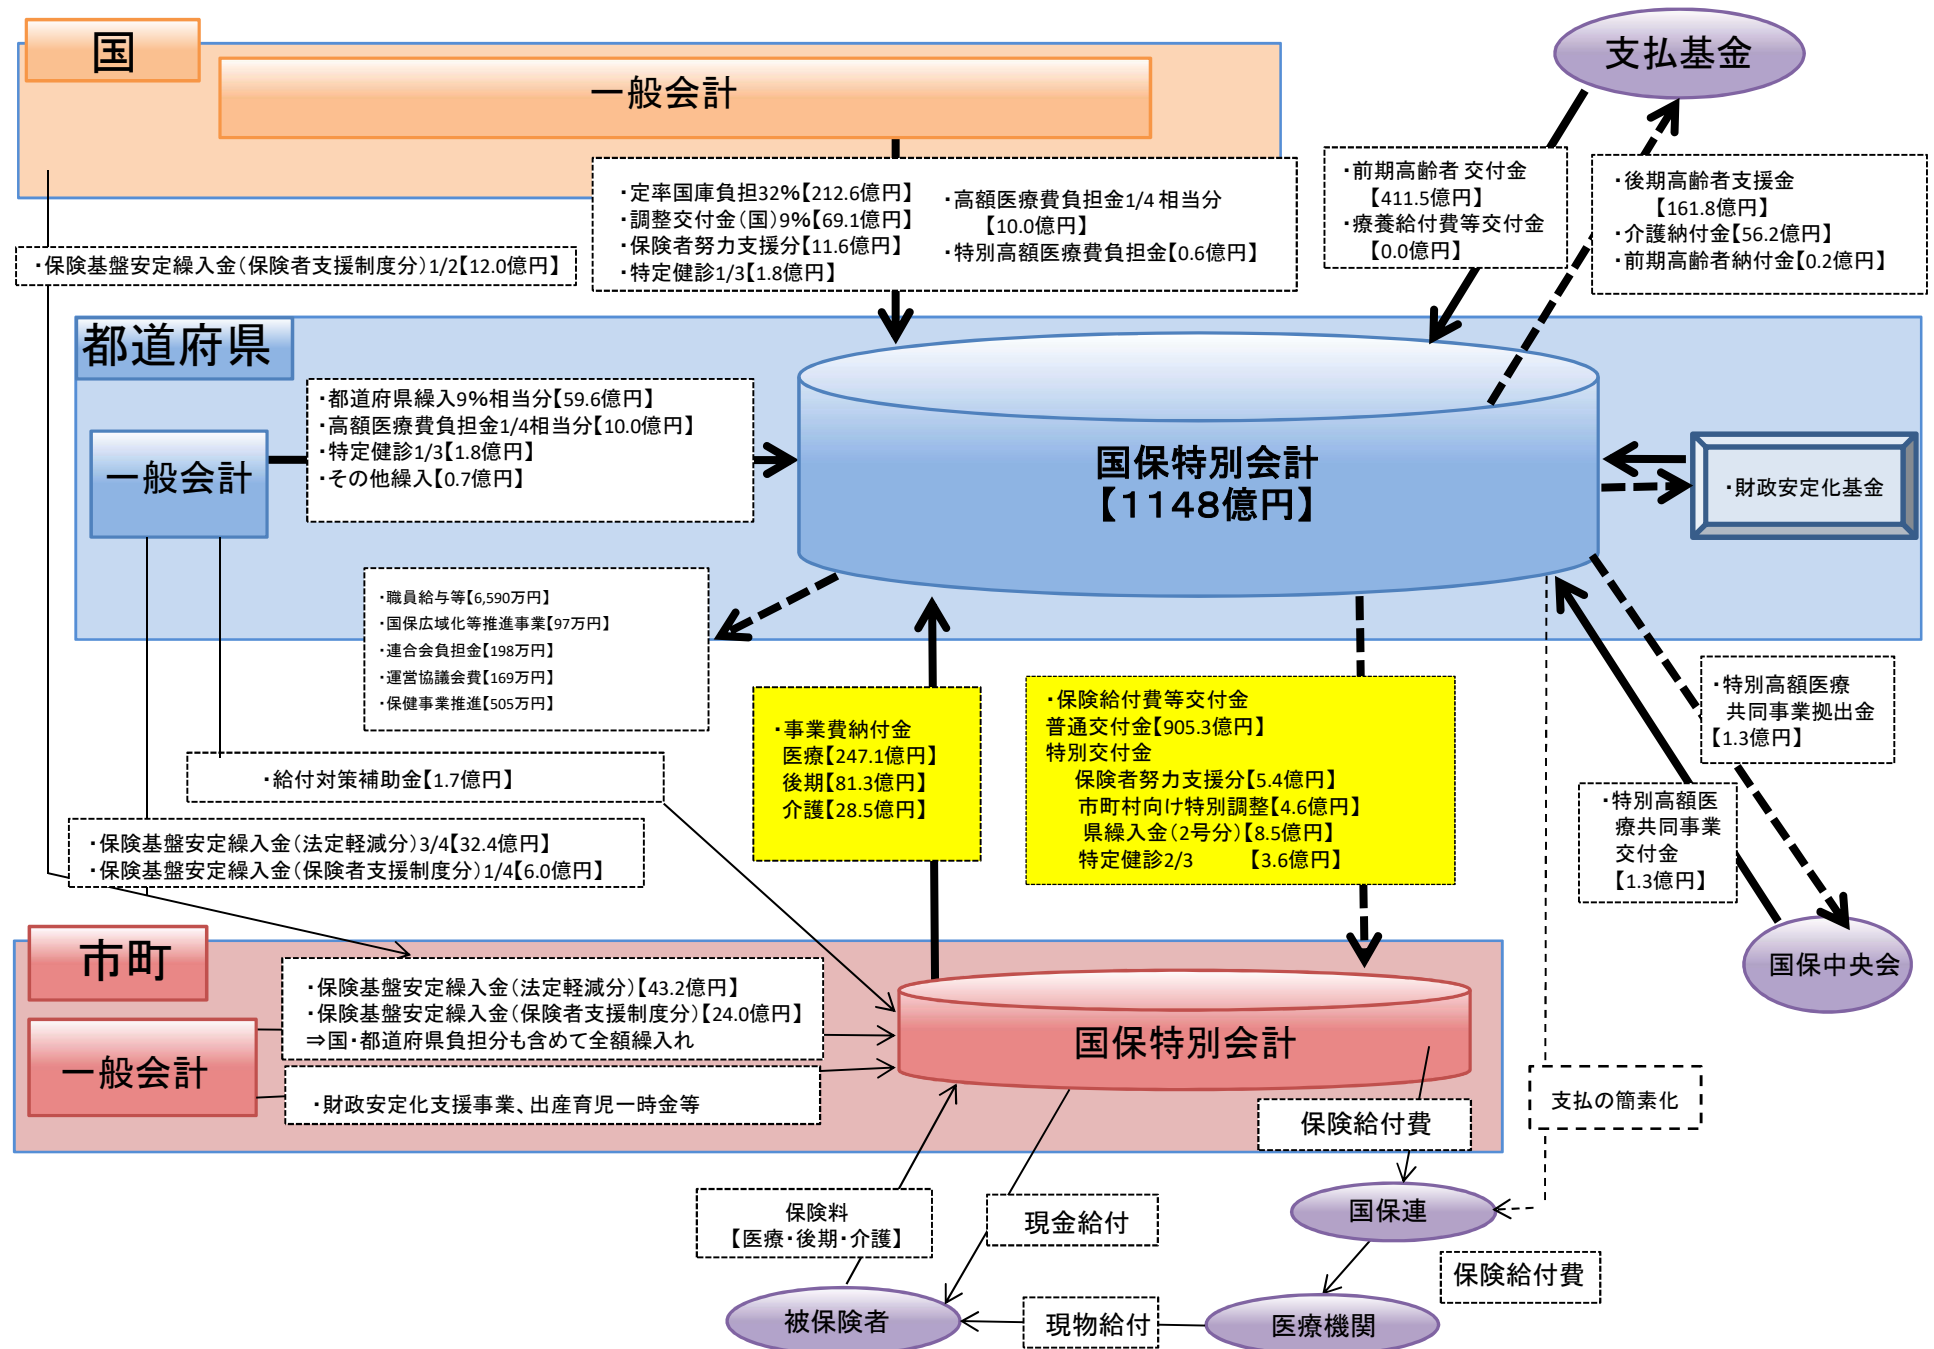 国
一般会計
支払基金
・定率国庫負担32%【212.6億円】
・調整交付金（国）9%【69.1億円】
・保険者努力支援分【11.6億円】
・特定健診1/3【1.8億円】
・高額医療費負担金1/4 相当分
【10.0億円】
・特別高額医療費負担金【0.6億円】
・前期高齢者 交付金
【411.5億円】
・療養給付費等交付金
【0.0億円】
・後期高齢者支援金
【161.8億円】
・介護納付金【56.2億円】
・前期高齢者納付金【0.2億円】
・保険基盤安定繰入金（保険者支援制度分）1/2【12.0億円】
都道府県
一般会計
・都道府県繰入9%相当分【59.6億円】
・高額医療費負担金1/4相当分【10.0億円】
・特定健診1/3【1.8億円】
・その他繰入【0.7億円】
国保特別会計
【1148億円】
・財政安定化基金
・職員給与等【6,590万円】
・国保広域化等推進事業【97万円】
・連合会負担金【198万円】
・運営協議会費【169万円】
・保健事業推進【505万円】
・事業費納付金
医療【247.1億円】
後期【81.3億円】
介護【28.5億円】
・保険給付費等交付金
普通交付金【905.3億円】
特別交付金
保険者努力支援分【5.4億円】
市町村向け特別調整【4.6億円】
県繰入金（2号分）【8.5億円】
特定健診2/3 【3.6億円】
・特別高額医療
共同事業拠出金
【1.3億円】
・特別高額医
療共同事業
交付金
【1.3億円】
・給付対策補助金【1.7億円】
・保険基盤安定繰入金（法定軽減分）3/4【32.4億円】
・保険基盤安定繰入金（保険者支援制度分）1/4【6.0億円】
国保中央会
市町
一般会計
・保険基盤安定繰入金（法定軽減分）【43.2億円】
・保険基盤安定繰入金（保険者支援制度分）【24.0億円】
⇒国・都道府県負担分も含めて全額繰入れ
・財政安定化支援事業、出産育児一時金等
国保特別会計
保険給付費
支払の簡素化
保険料
【医療・後期・介護】
現金給付
国保連
保険給付費
被保険者
現物給付
医療機関